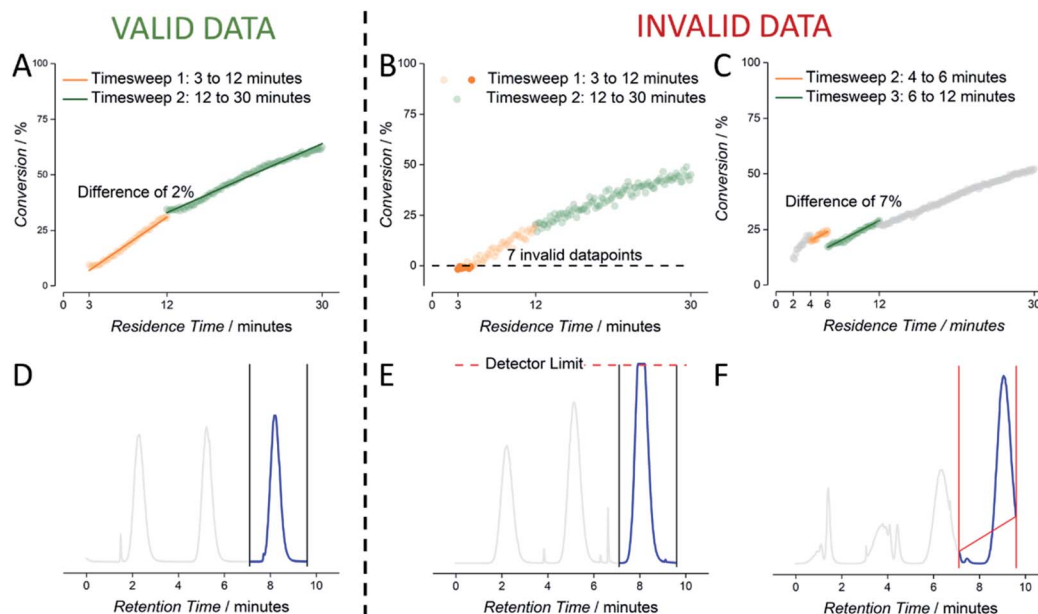 VALID DATA
INVALID DATA
A
Timesweep 1: 3 to 12 minutes
Timesweep 2: 12 to 30 minutes
100
75
50
25
0
Conversion / %
Difference of 2%
0 3 12 30
Residence Time / minutes
B
Timesweep 1: 3 to 12 minutes
Timesweep 2: 12 to 30 minutes
100
75
50
25
0
Conversion / %
7 invalid datapoints
0 3 12 30
Residence Time / minutes
C
Timesweep 2: 4 to 6 minutes
Timesweep 3: 6 to 12 minutes
100
75
50
25
0
Conversion / %
Difference of 7%
0 2 4 6 12 30
Residence Time / minutes
D
0 2 4 6 8 10
Retention Time / minutes
E
Detector Limit
0 2 4 6 8 10
Retention Time / minutes
F
0 2 4 6 8 10
Retention Time / minutes